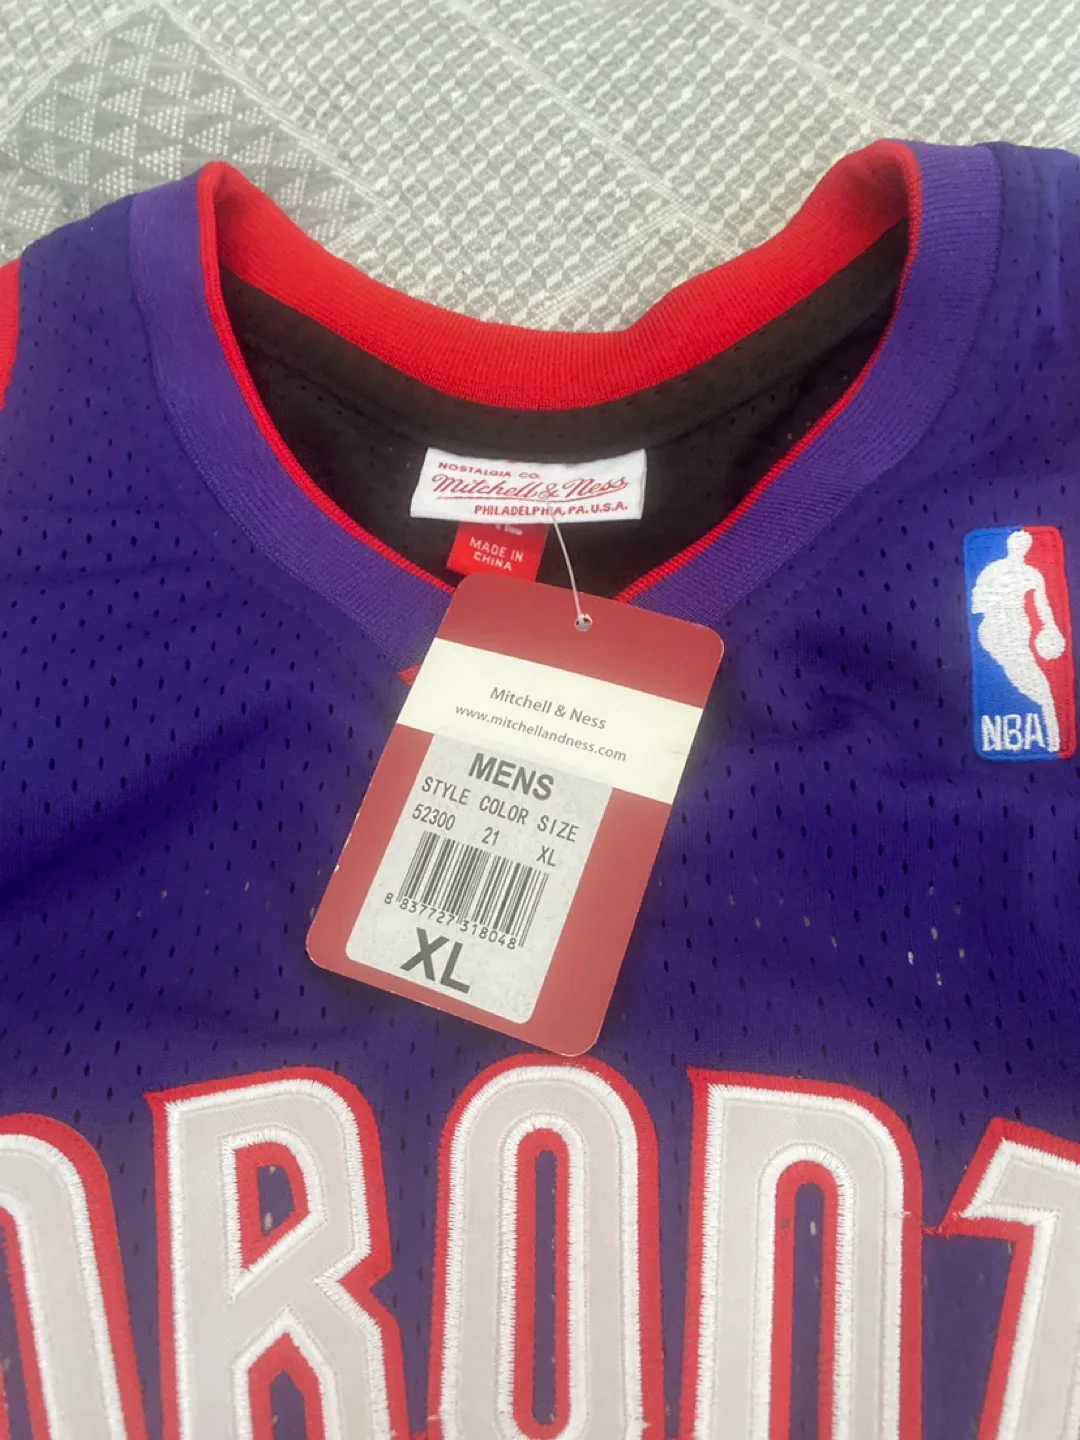 NOSTALGIA CO.
Mitchell & Ness
PHILADELPHIA, PA. U.S.A.
MADE IN
CHINA
NBA
Mitchell & Ness
www.mitchellandness.com
MENS
STYLE COLOR SIZE
52300 21 XL
8 837727 318048
XL
ORONT